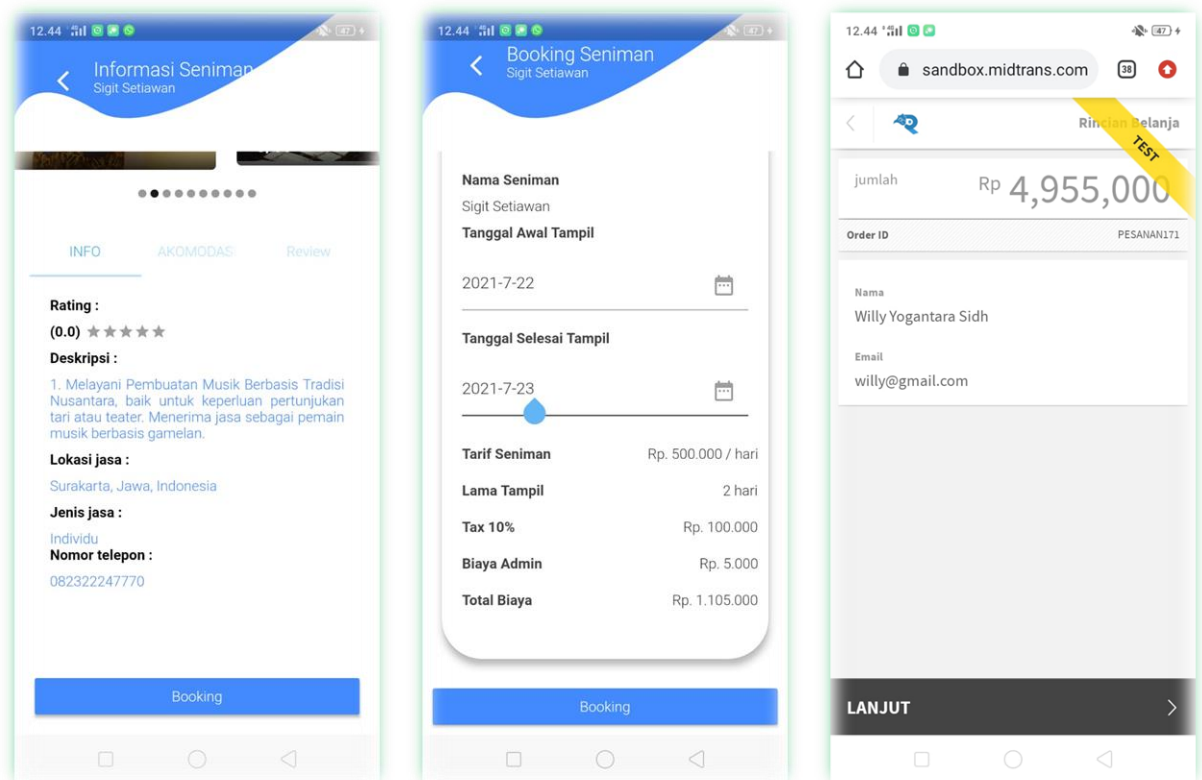 12.44
47
Informasi Seniman
Sigit Setiawan
INFO
AKOMODAS
Review
Rating :
(0.0)
Deskripsi :
1. Melayani Pembuatan Musik Berbasis Tradisi
Nusantara, baik untuk keperluan pertunjukan
tari atau teater. Menerima jasa sebagai pemain
musik berbasis gamelan.
Lokasi jasa :
Surakarta, Jawa, Indonesia
Jenis jasa :
Individu
Nomor telepon :
082322247770
Booking
12.44
47
Booking Seniman
Sigit Setiawan
Nama Seniman
Sigit Setiawan
Tanggal Awal Tampil
2021-7-22
Tanggal Selesai Tampil
2021-7-23
Tarif Seniman Rp. 500.000 / hari
Lama Tampil 2 hari
Tax 10% Rp. 100.000
Biaya Admin Rp. 5.000
Total Biaya Rp. 1.105.000
Booking
12.44
47
sandbox.midtrans.com
38
Rincian Belanja
TEST
jumlah Rp 4,955,000
Order ID PESANAN171
Nama
Willy Yogantara Sidh
Email
willy@gmail.com
LANJUT